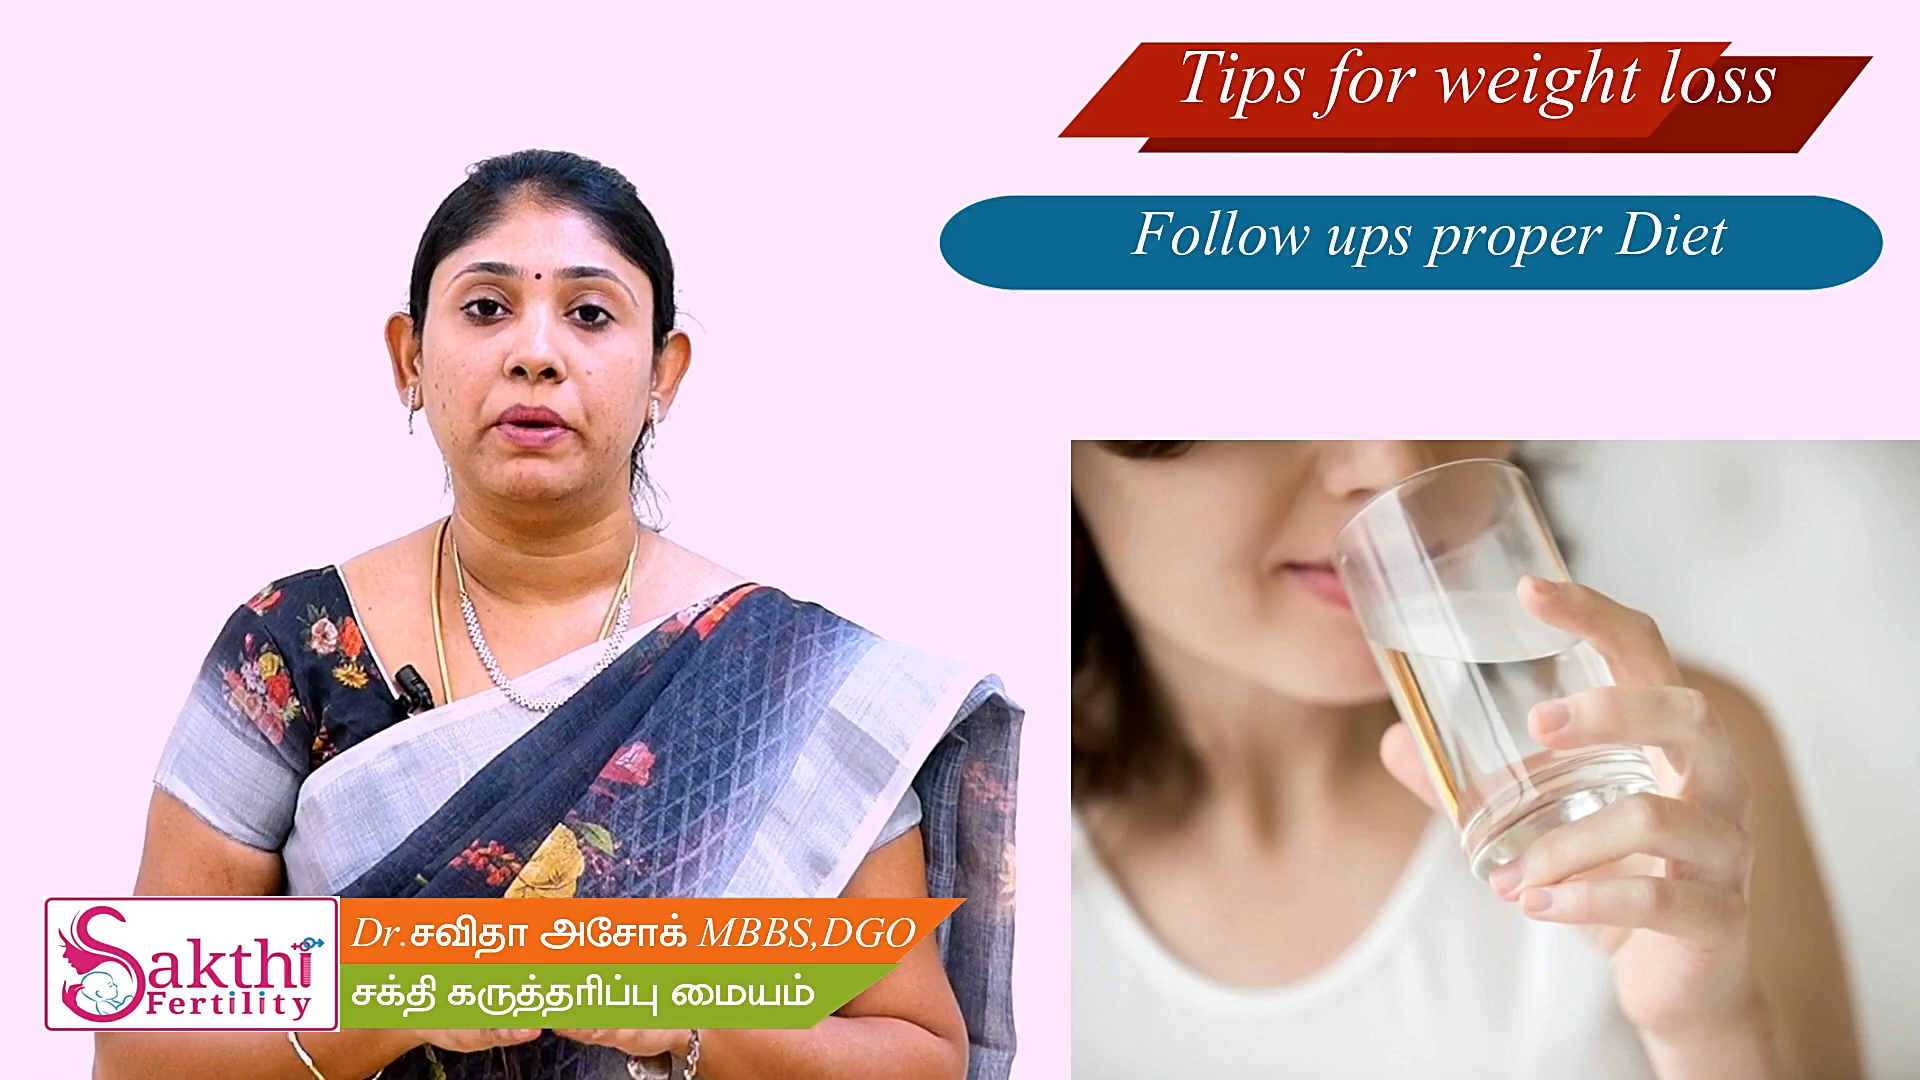 Tips for weight loss
Follow ups proper Diet
Dr.சவிதா அசோக் MBBS,DGO
சக்தி கருத்தரிப்பு மையம்
Sakthi
Fertility